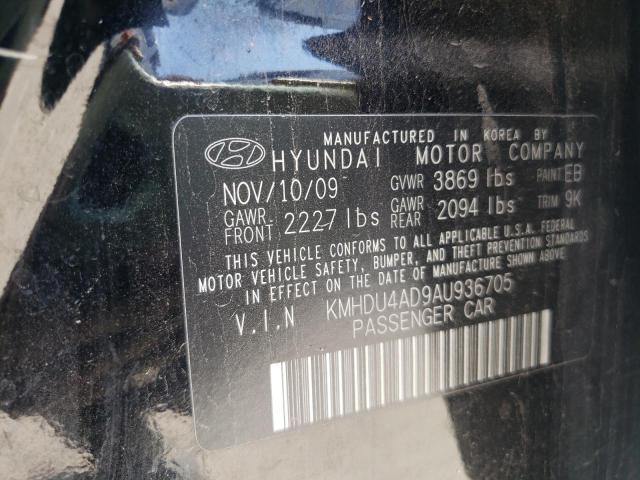 MANUFACTURED IN KOREA BY
HYUNDAI MOTOR COMPANY
NOV/10/09 GVWR 3869 lbs PAINT EB
GAWR FRONT 2227 lbs GAWR REAR 2094 lbs TRIM 9K
THIS VEHICLE CONFORMS TO ALL APPLICABLE U.S.A. FEDERAL
MOTOR VEHICLE SAFETY, BUMPER, AND THEFT PREVENTION STANDARDS
IN EFFECT ON THE DATE OF MANUFACTURE SHOWN ABOVE
V.I.N KMHDU4AD9AU936705
PASSENGER CAR